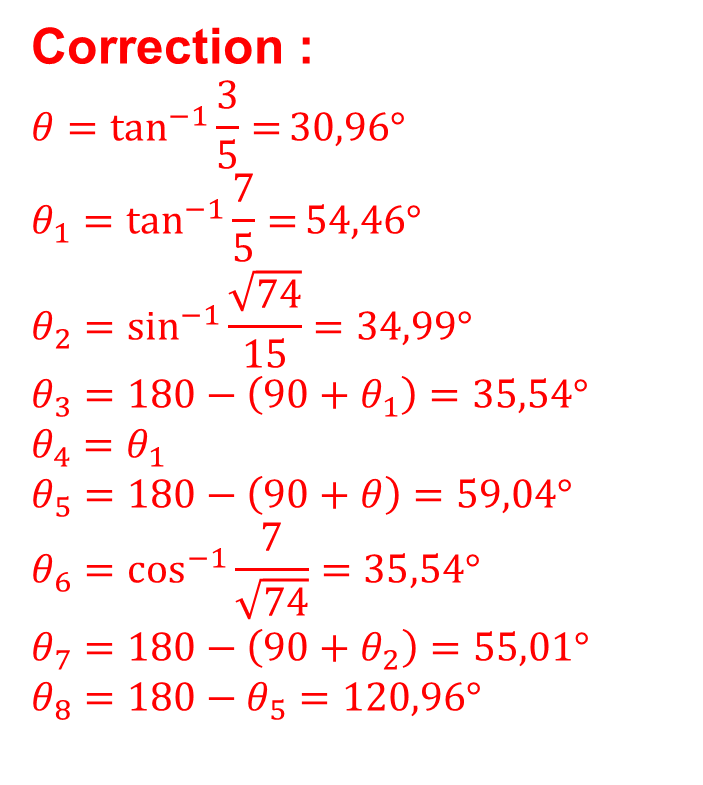 Correction :
θ = tan⁻¹ 3/5 = 30,96°
θ₁ = tan⁻¹ 7/5 = 54,46°
θ₂ = sin⁻¹ √74/15 = 34,99°
θ₃ = 180 − (90 + θ₁) = 35,54°
θ₄ = θ₁
θ₅ = 180 − (90 + θ) = 59,04°
θ₆ = cos⁻¹ 7/√74 = 35,54°
θ₇ = 180 − (90 + θ₂) = 55,01°
θ₈ = 180 − θ₅ = 120,96°